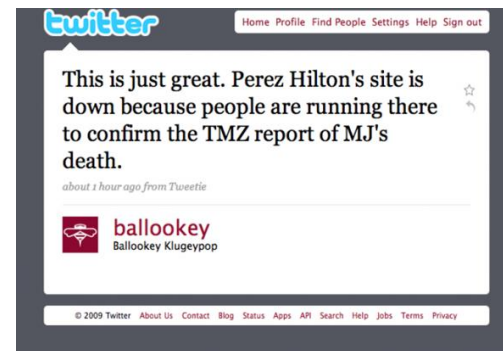 twitter
Home Profile Find People Settings Help Sign out
This is just great. Perez Hilton's site is
down because people are running there
to confirm the TMZ report of MJ's
death.
about 1 hour ago from Tweetie
ballookey
Ballookey Klugeypop
© 2009 Twitter About Us Contact Blog Status Apps API Search Help Jobs Terms Privacy